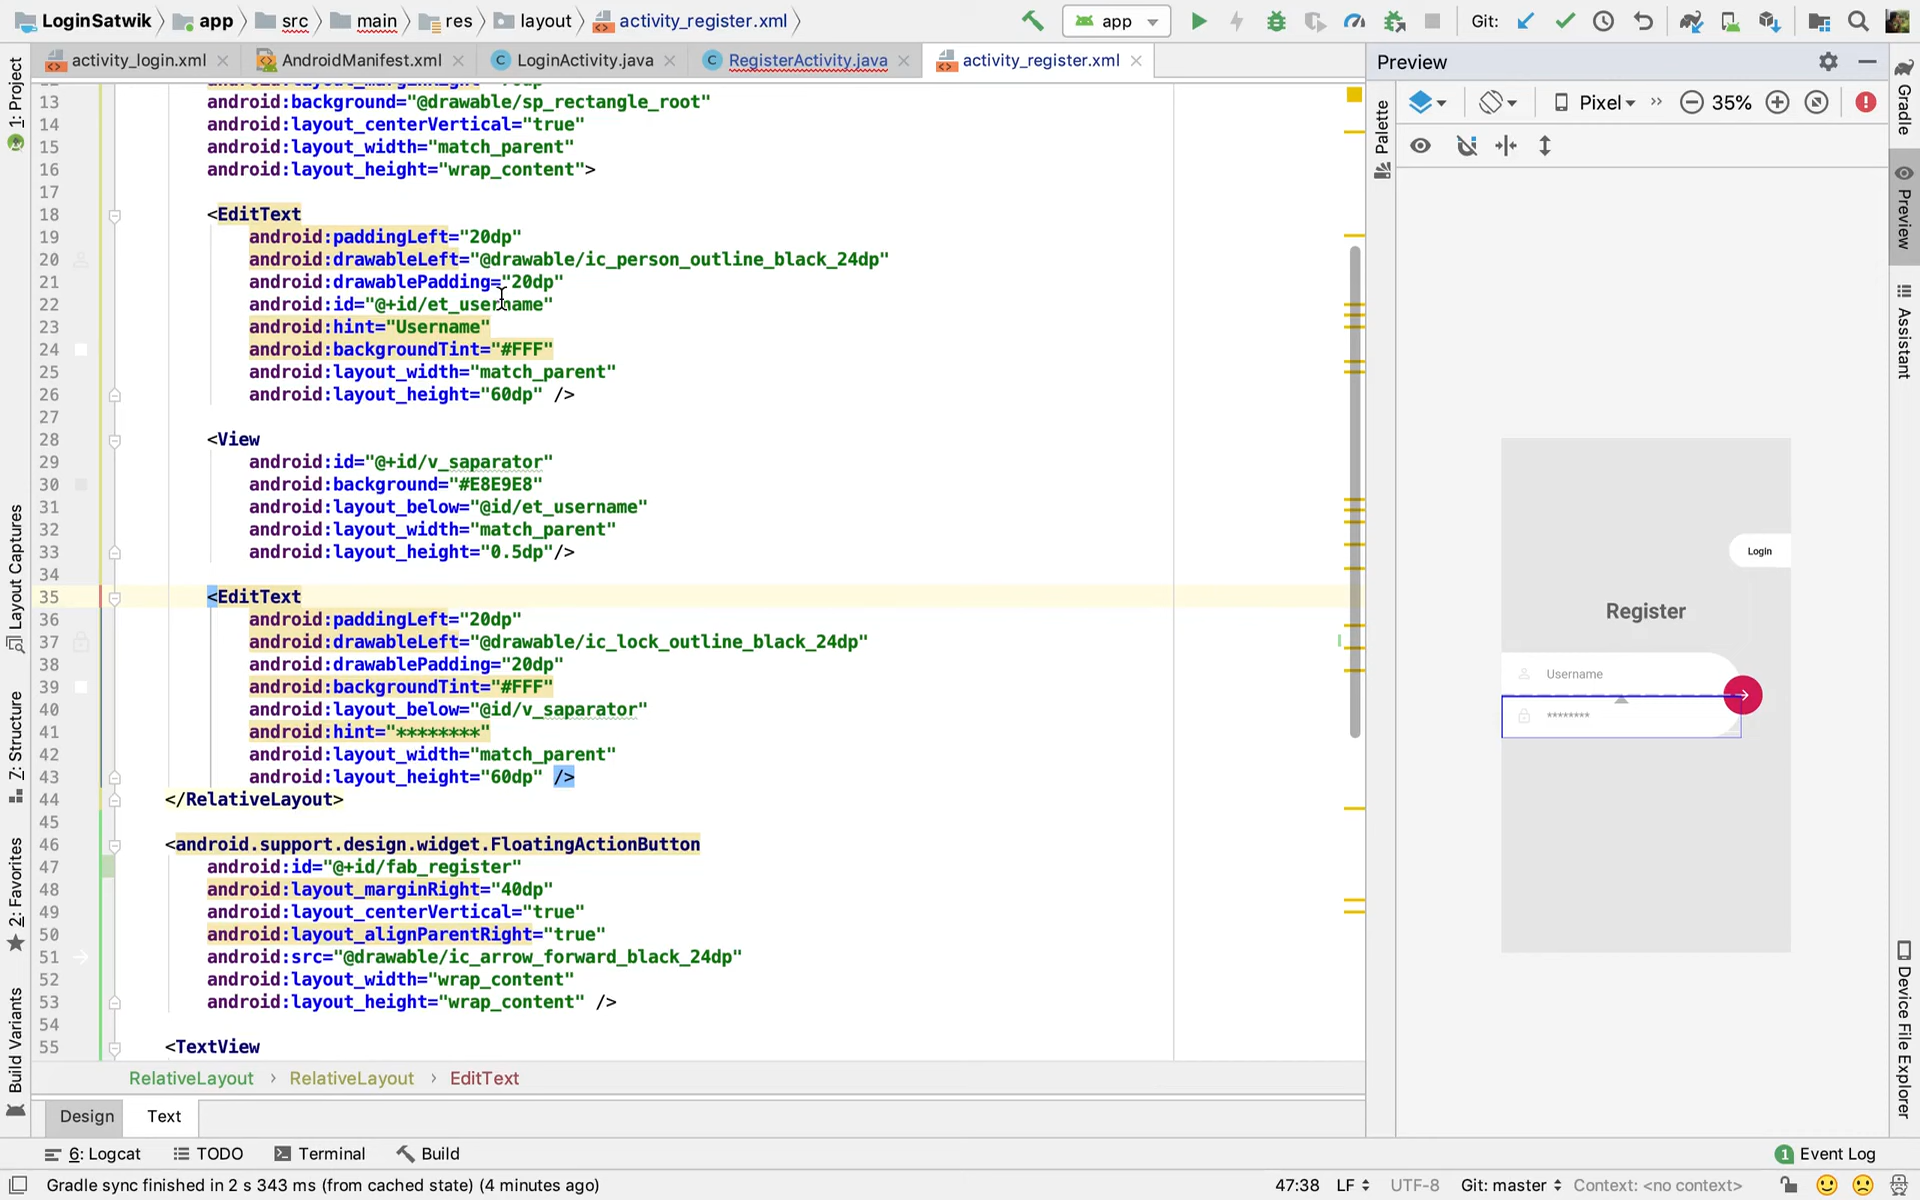 LoginSatwik app src main res layout activity_register.xml app Git:
activity_login.xml AndroidManifest.xml LoginActivity.java RegisterActivity.java activity_register.xml
Preview
Pixel 35%
13 android:background="@drawable/sp_rectangle_root"
14 android:layout_centerVertical="true"
15 android:layout_width="match_parent"
16 android:layout_height="wrap_content">
17
18 <EditText
19 android:paddingLeft="20dp"
20 android:drawableLeft="@drawable/ic_person_outline_black_24dp"
21 android:drawablePadding="20dp"
22 android:id="@+id/et_username"
23 android:hint="Username"
24 android:backgroundTint="#FFF"
25 android:layout_width="match_parent"
26 android:layout_height="60dp" />
27
28 <View
29 android:id="@+id/v_saparator"
30 android:background="#E8E9E8"
31 android:layout_below="@id/et_username"
32 android:layout_width="match_parent"
33 android:layout_height="0.5dp"/>
34
35 <EditText
36 android:paddingLeft="20dp"
37 android:drawableLeft="@drawable/ic_lock_outline_black_24dp"
38 android:drawablePadding="20dp"
39 android:backgroundTint="#FFF"
40 android:layout_below="@id/v_saparator"
41 android:hint="********"
42 android:layout_width="match_parent"
43 android:layout_height="60dp" />
44 </RelativeLayout>
45
46 <android.support.design.widget.FloatingActionButton
47 android:id="@+id/fab_register"
48 android:layout_marginRight="40dp"
49 android:layout_centerVertical="true"
50 android:layout_alignParentRight="true"
51 android:src="@drawable/ic_arrow_forward_black_24dp"
52 android:layout_width="wrap_content"
53 android:layout_height="wrap_content" />
54
55 <TextView
RelativeLayout › RelativeLayout › EditText
Design Text
1: Project
Layout Captures
7: Structure
2: Favorites
Build Variants
Palette
Login
Register
Username
********
Gradle
Preview
Assistant
Device File Explorer
6: Logcat TODO Terminal Build 1 Event Log
Gradle sync finished in 2 s 343 ms (from cached state) (4 minutes ago) 47:38 LF UTF-8 Git: master Context: <no context>